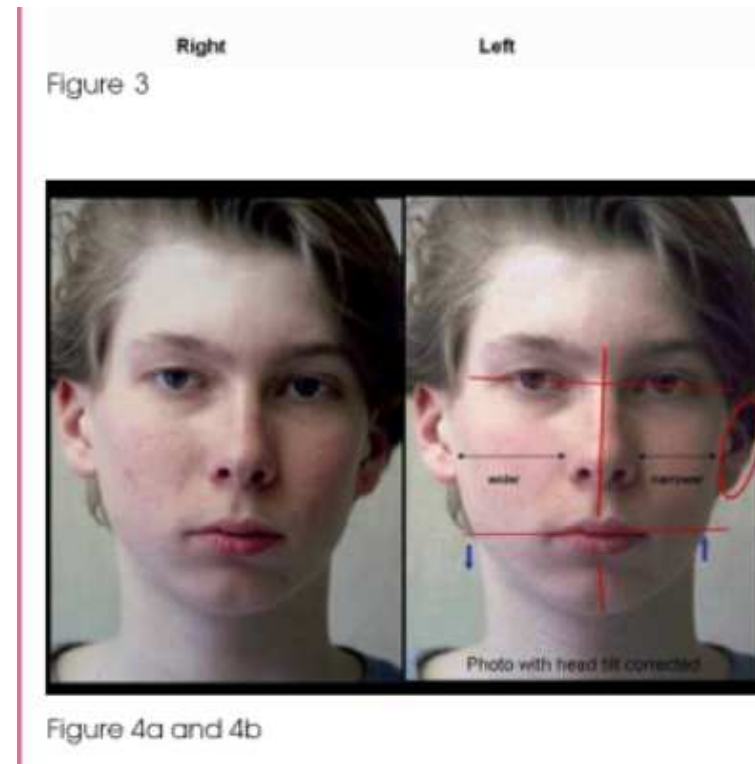 Right Left
Figure 3
wider narrower
Photo with head tilt corrected
Figure 4a and 4b